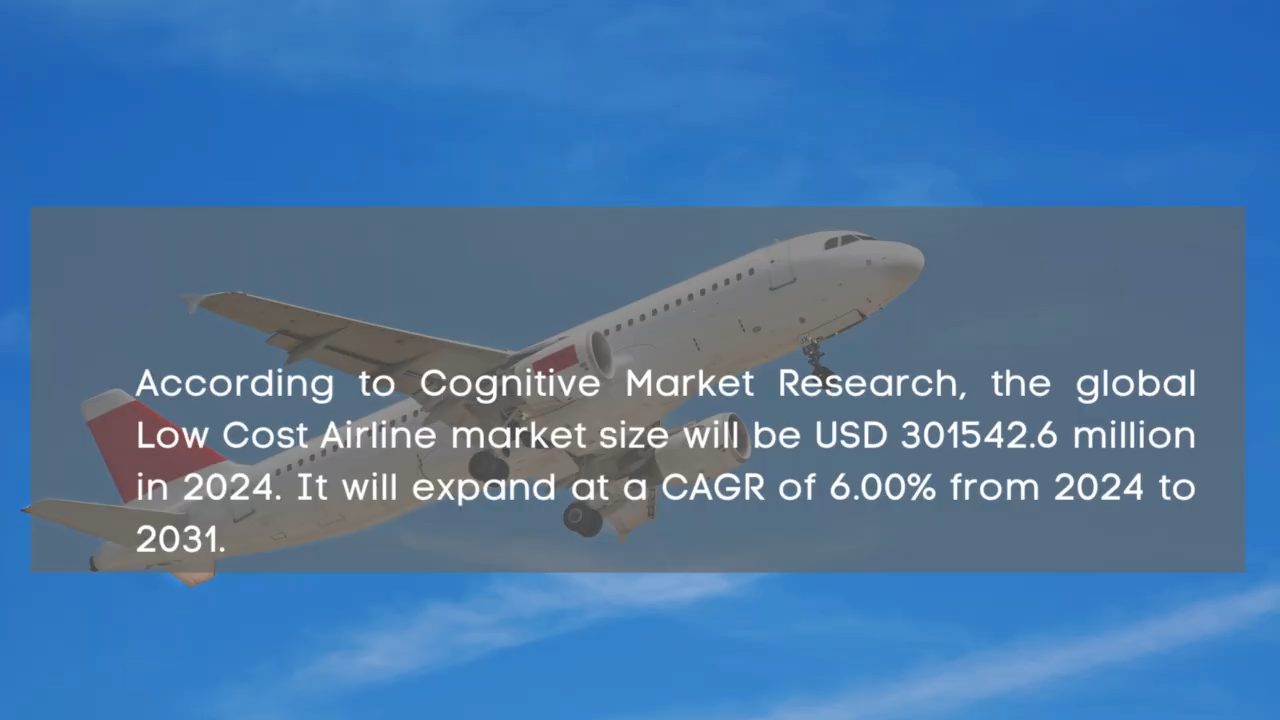 According to Cognitive Market Research, the global
Low Cost Airline market size will be USD 301542.6 million
in 2024. It will expand at a CAGR of 6.00% from 2024 to
2031.